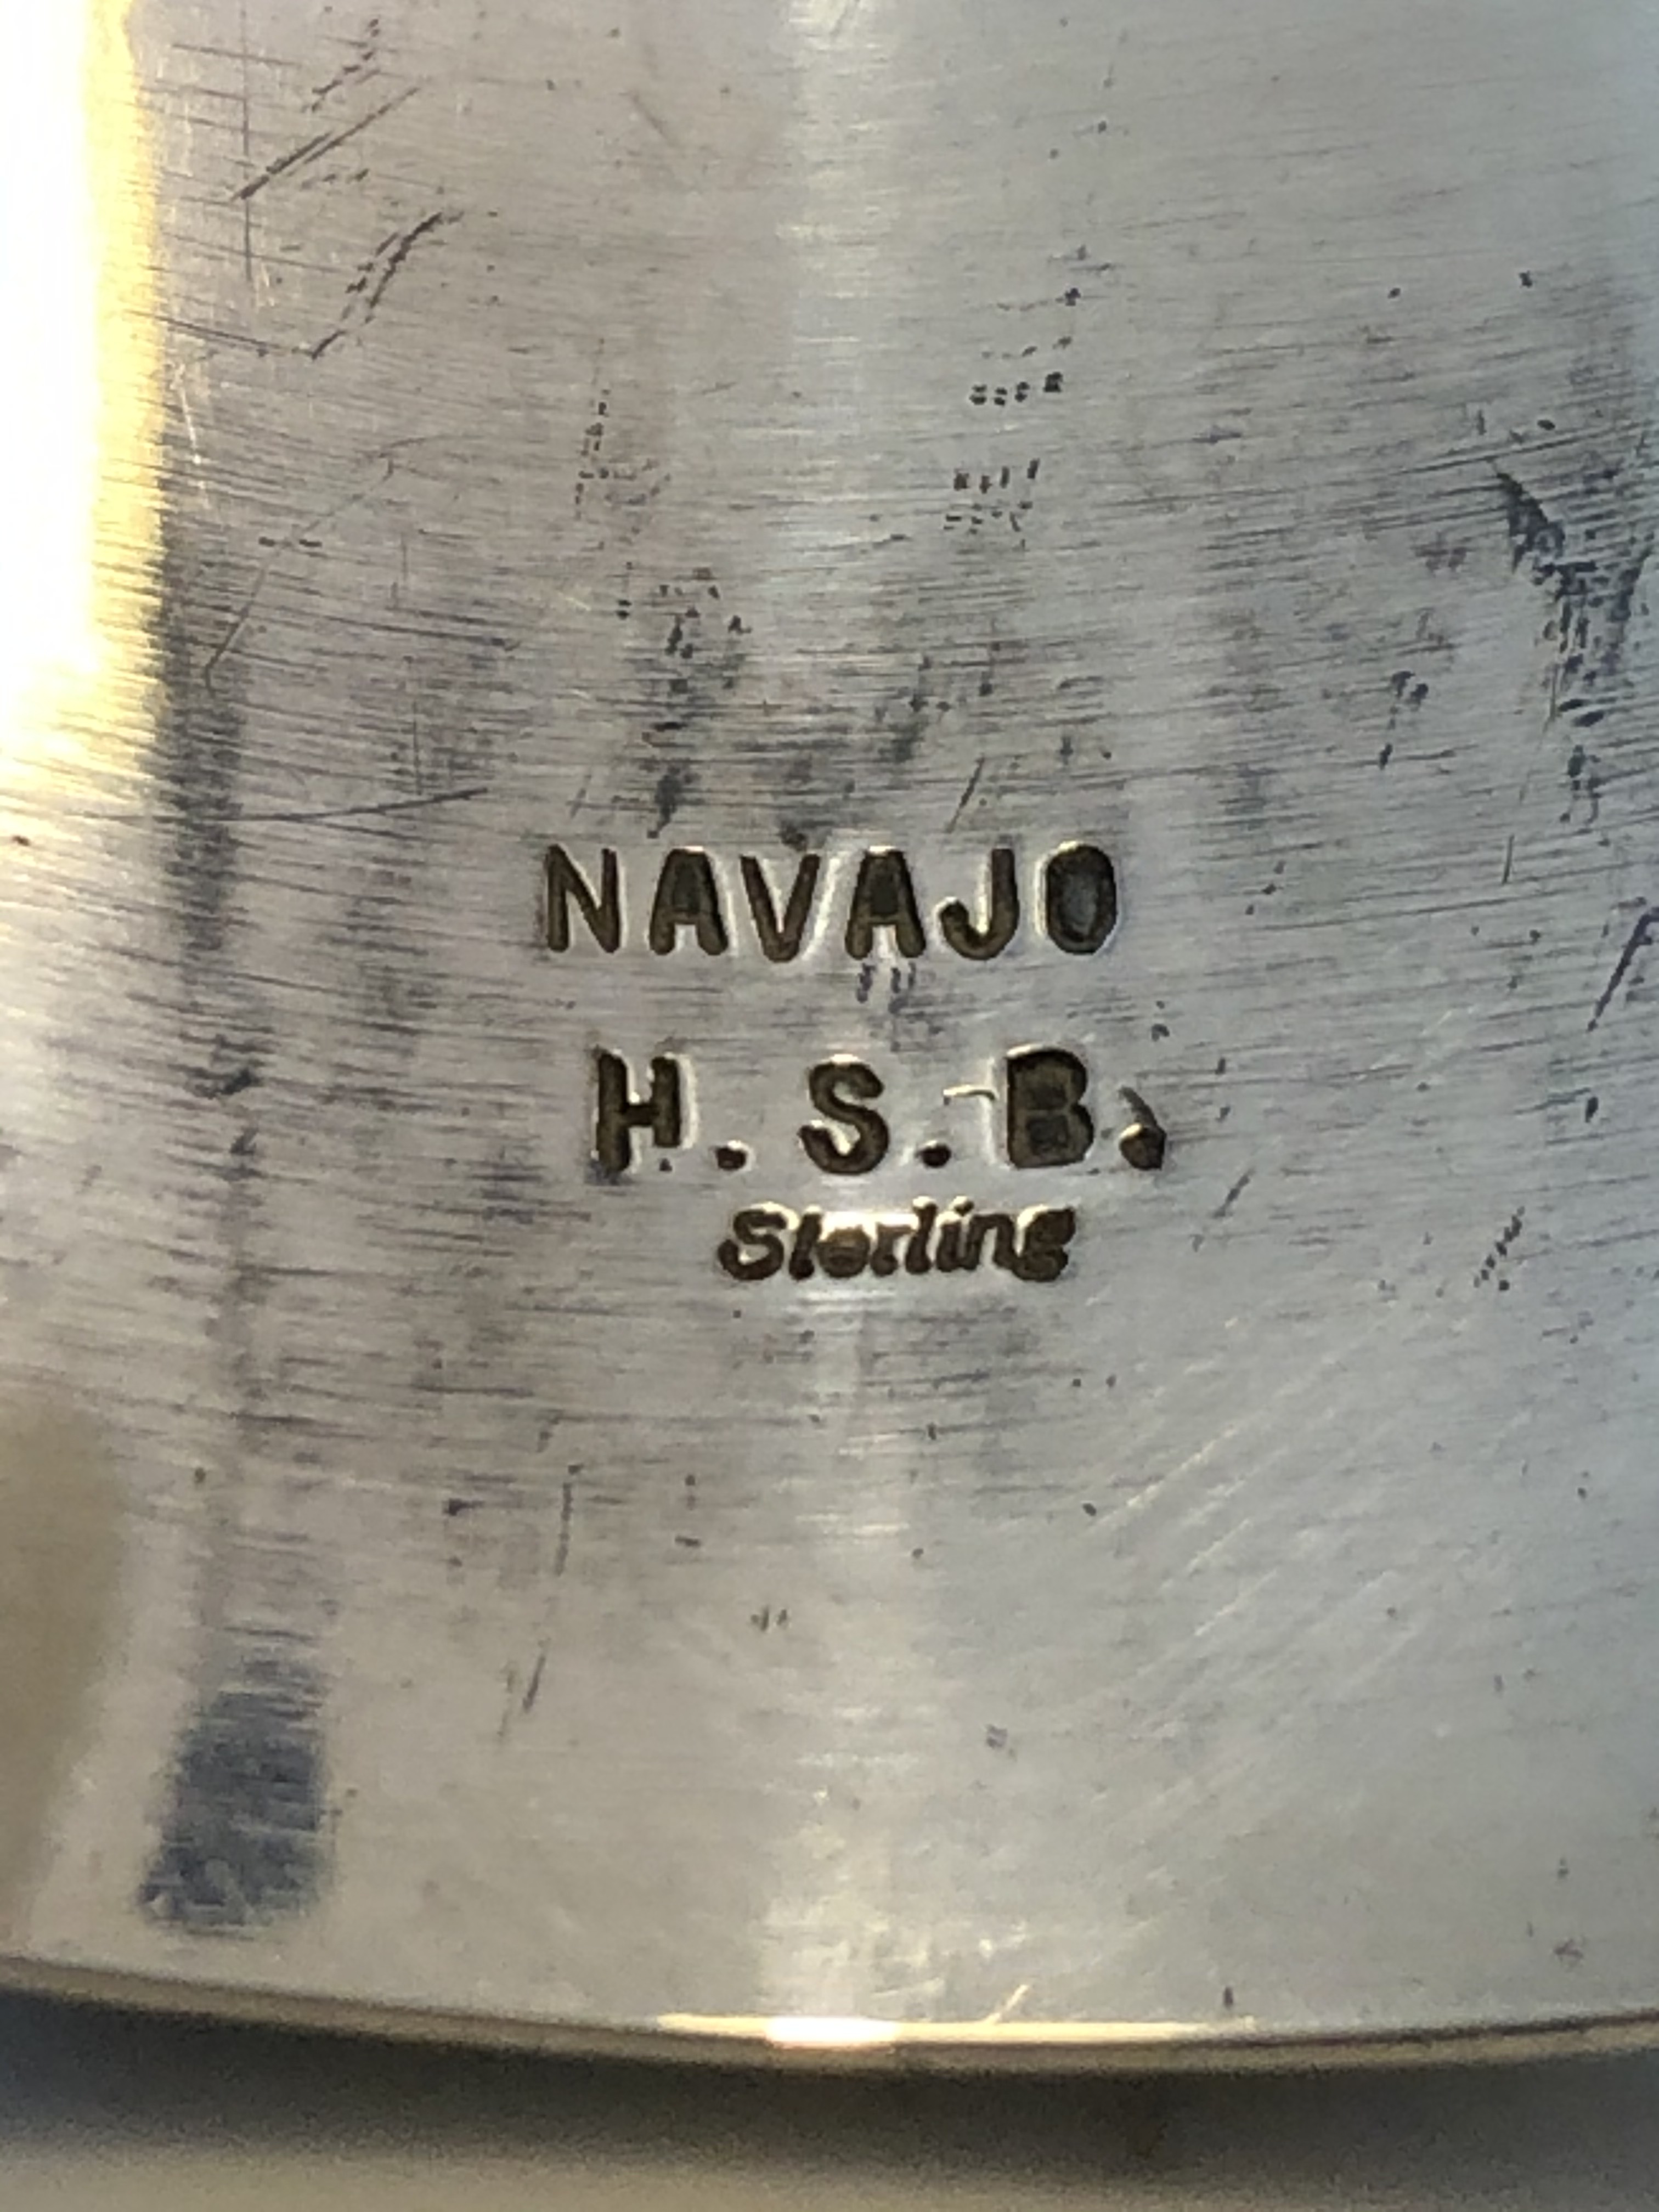 NAVAJO
H.S.B.
Sterling